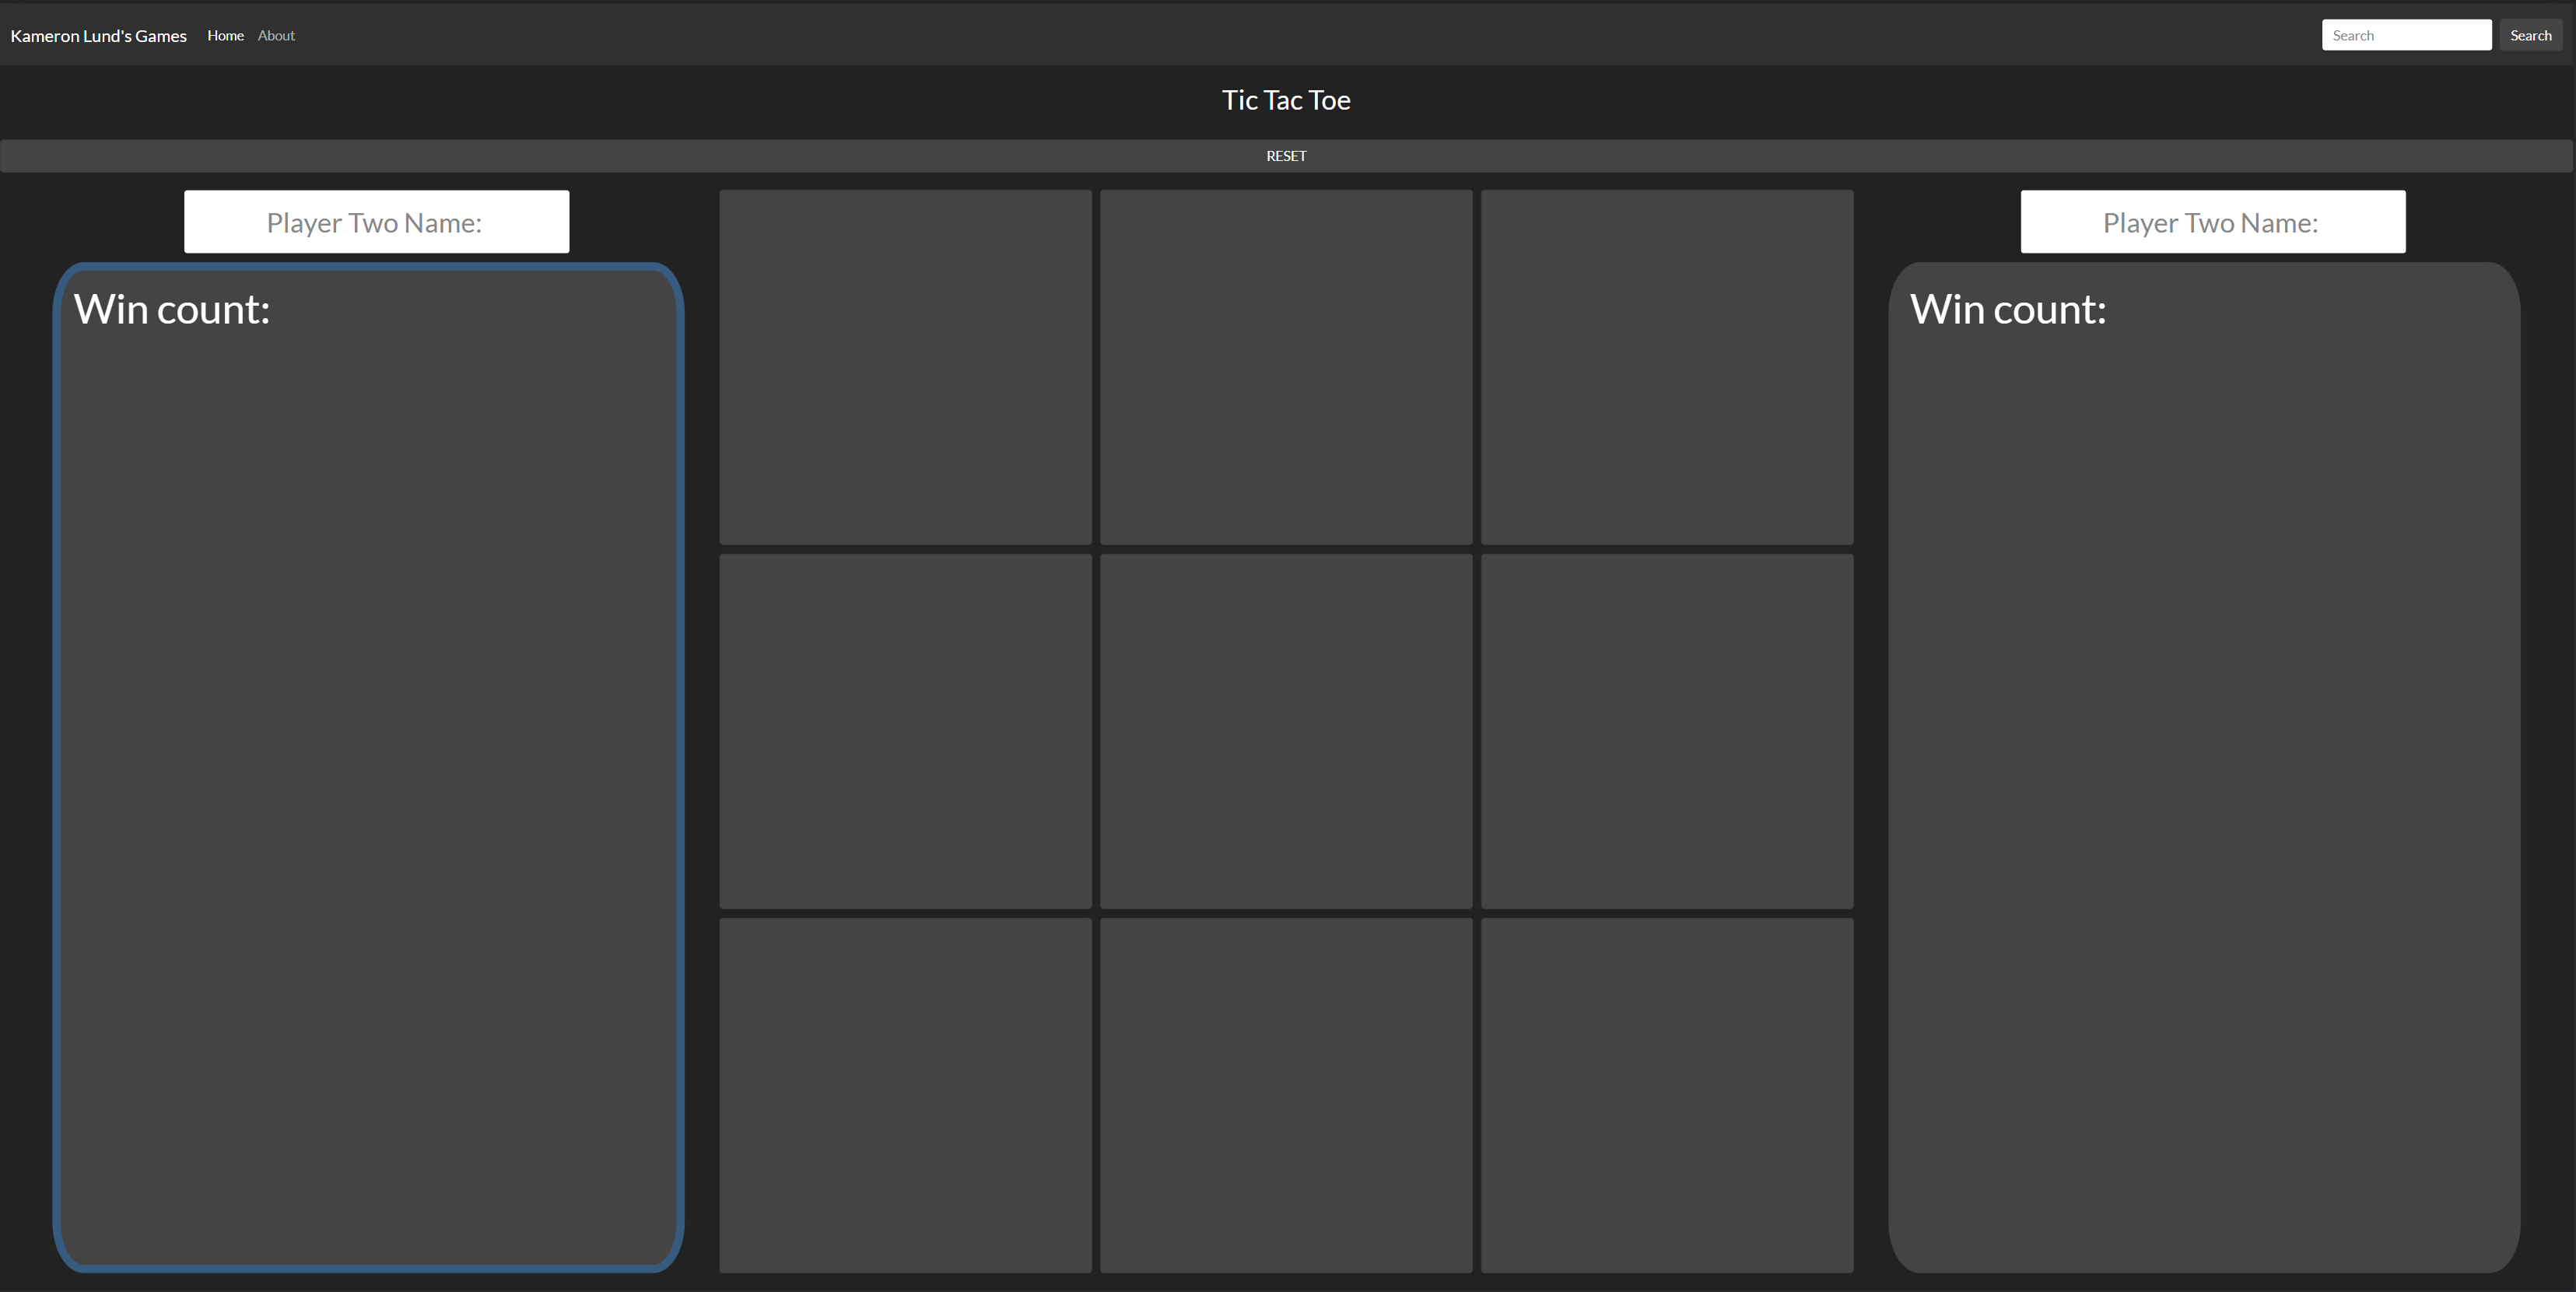 Kameron Lund's Games Home About Search Search
Tic Tac Toe
RESET
Player Two Name: Player Two Name:
Win count: Win count: